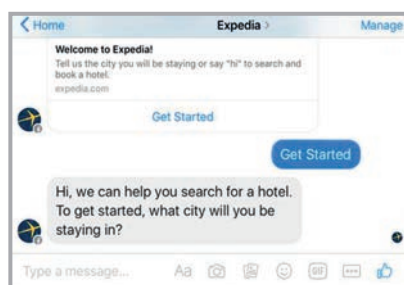 Home
Expedia
Manage
Welcome to Expedia!
Tell us the city you will be staying or say "hi" to search and
book a hotel.
expedia.com
Get Started
Get Started
Hi, we can help you search for a hotel.
To get started, what city will you be
staying in?
Type a message...
Aa
GIF